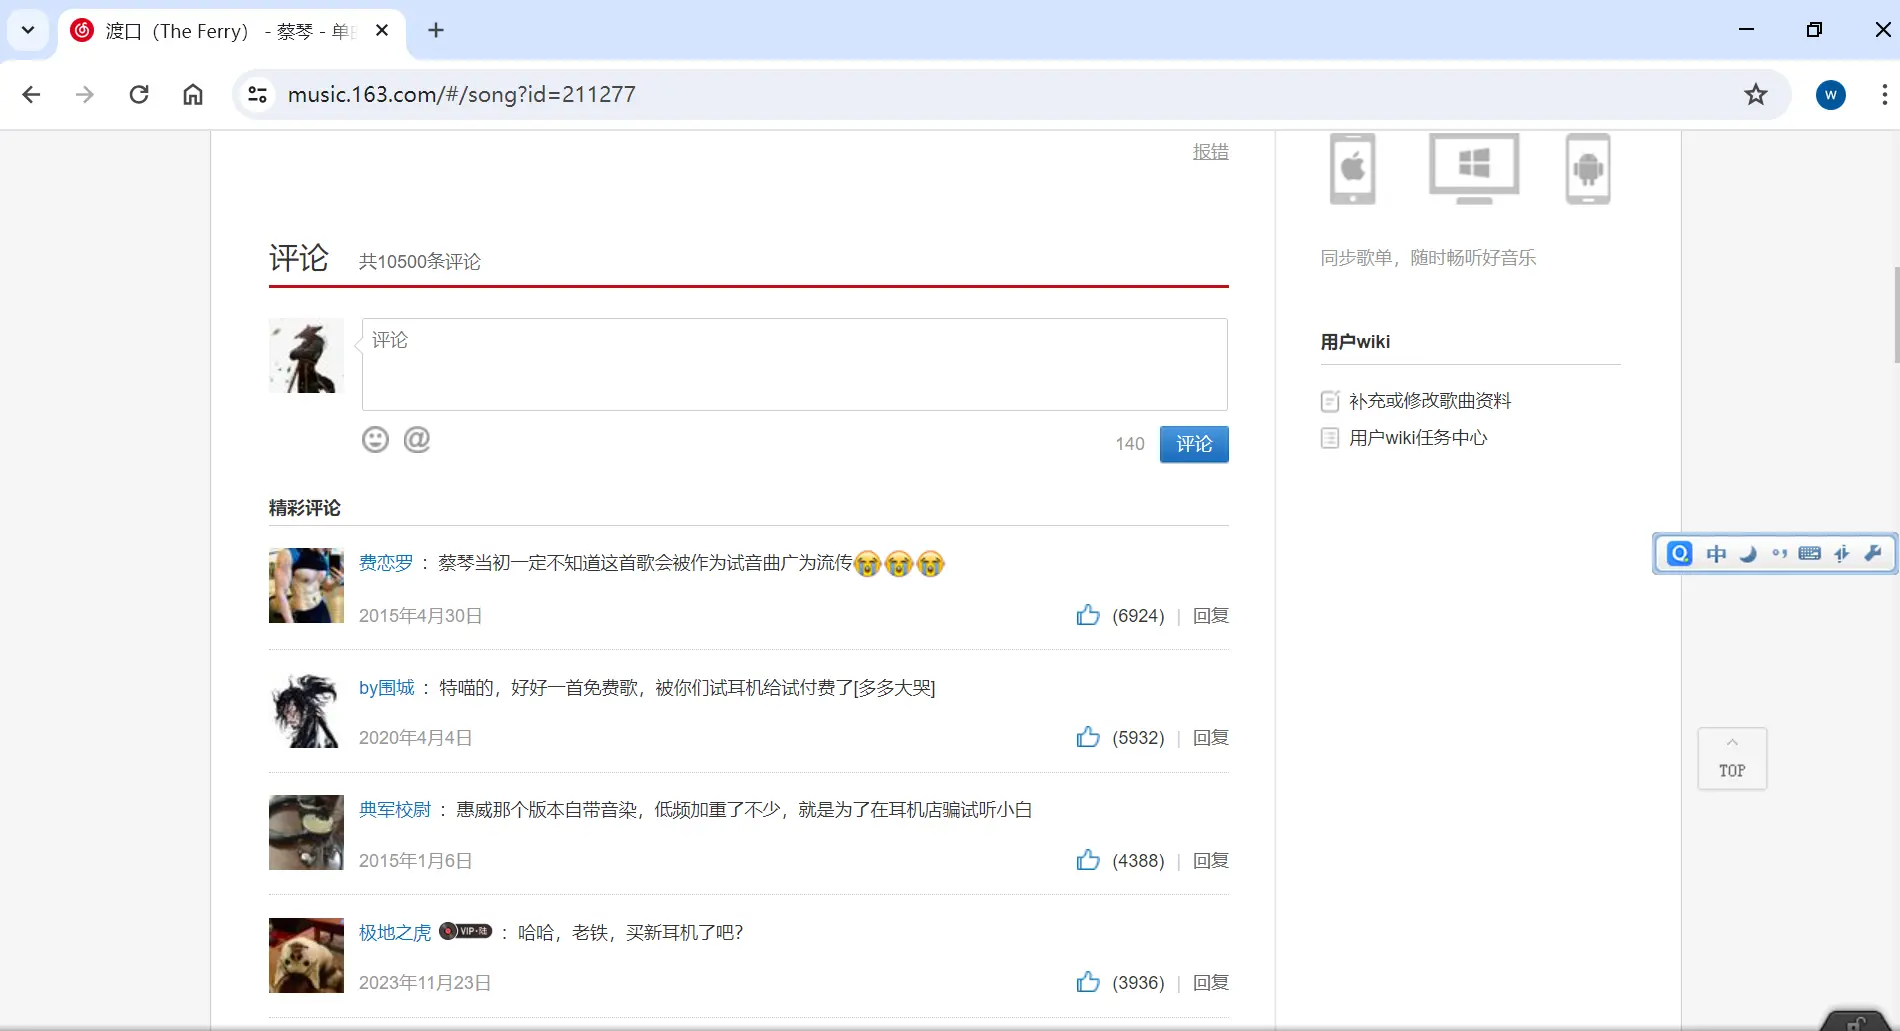 渡口（The Ferry） - 蔡琴 - 单
music.163.com/#/song?id=211277
W
报错
同步歌单，随时畅听好音乐
评论 共10500条评论
用户wiki
评论
补充或修改歌曲资料
用户wiki任务中心
140 评论
精彩评论
费恋罗 ： 蔡琴当初一定不知道这首歌会被作为试音曲广为流传😭😭😭
2015年4月30日 (6924) | 回复
中
by围城 ： 特喵的，好好一首免费歌，被你们试耳机给试付费了[多多大哭]
2020年4月4日 (5932) | 回复
TOP
典军校尉 ： 惠威那个版本自带音染，低频加重了不少，就是为了在耳机店骗试听小白
2015年1月6日 (4388) | 回复
极地之虎 VIP·陆 ： 哈哈，老铁，买新耳机了吧？
2023年11月23日 (3936) | 回复